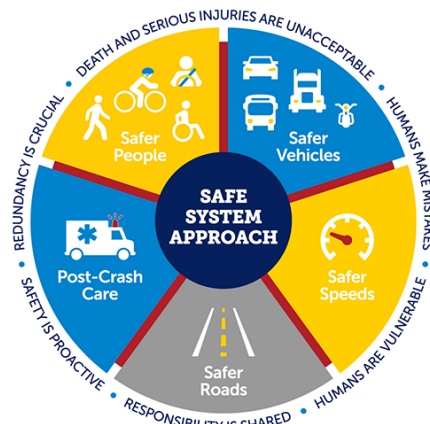 DEATH AND SERIOUS INJURIES ARE UNACCEPTABLE
HUMANS MAKE MISTAKES
HUMANS ARE VULNERABLE
RESPONSIBILITY IS SHARED
SAFETY IS PROACTIVE
REDUNDANCY IS CRUCIAL
Safer
People
Safer
Vehicles
SAFE
SYSTEM
APPROACH
Safer
Speeds
Safer
Roads
Post-Crash
Care